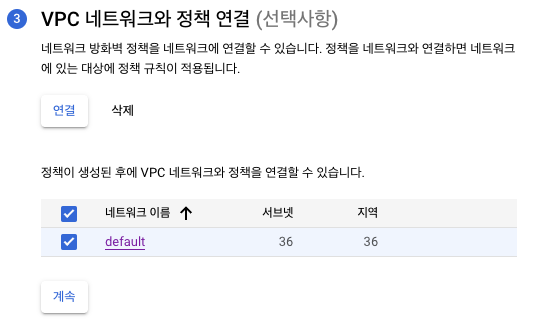 3 VPC 네트워크와 정책 연결 (선택사항)
네트워크 방화벽 정책을 네트워크에 연결할 수 있습니다. 정책을 네트워크와 연결하면 네트워크
에 있는 대상에 정책 규칙이 적용됩니다.
연결 삭제
정책이 생성된 후에 VPC 네트워크와 정책을 연결할 수 있습니다.
네트워크 이름 서브넷 지역
default 36 36
계속